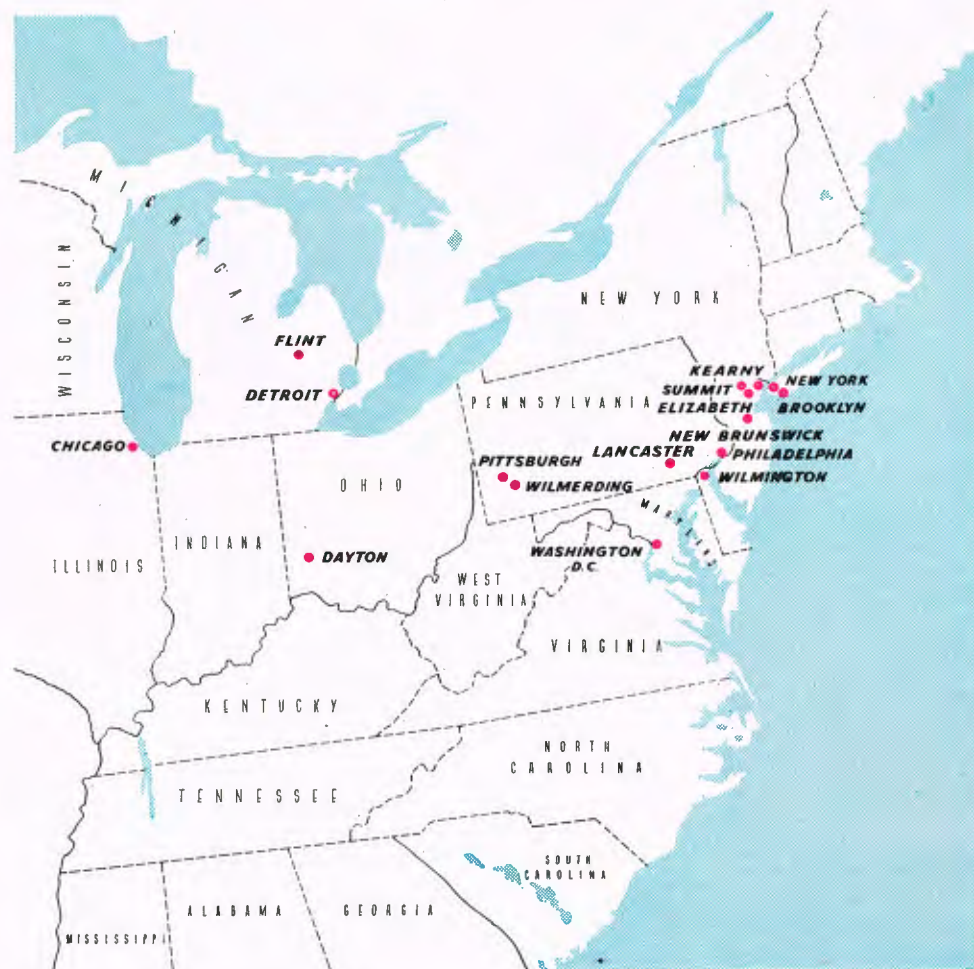 MICHIGAN
WISCONSIN
NEW YORK
FLINT
DETROIT
KEARNY
NEW YORK
SUMMIT
PENNSYLVANIA
ELIZABETH
BROOKLYN
CHICAGO
NEW BRUNSWICK
LANCASTER
PHILADELPHIA
PITTSBURGH
WILMINGTON
OHIO
WILMERDING
MARYLAND
INDIANA
WASHINGTON
D.C.
DAYTON
ILLINOIS
WEST
VIRGINIA
VIRGINIA
KENTUCKY
NORTH
CAROLINA
TENNESSEE
SOUTH
CAROLINA
ALABAMA
GEORGIA
MISSISSIPPI